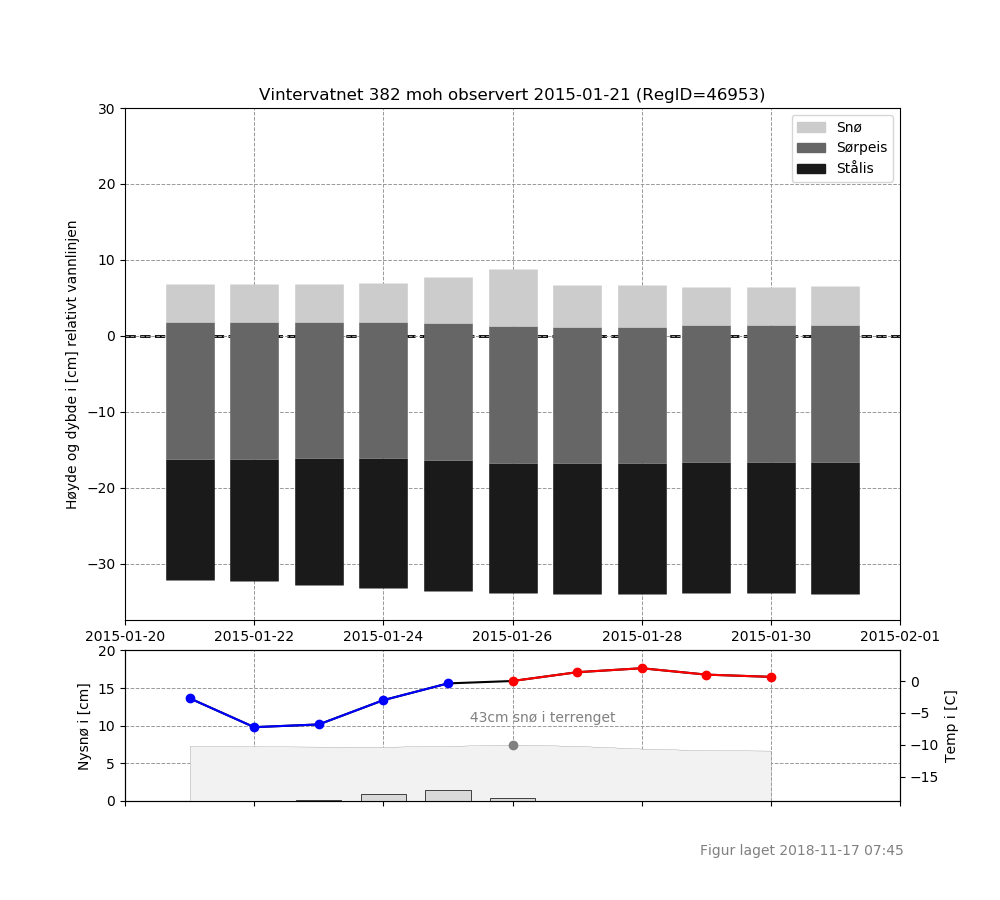 Vintervatnet 382 moh observert 2015-01-21 (RegID=46953)
Høyde og dybde i [cm] relativt vannlinjen
30
20
10
0
−10
−20
−30
Snø
Sørpeis
Stålis
2015-01-20 2015-01-22 2015-01-24 2015-01-26 2015-01-28 2015-01-30 2015-02-01
Nysnø i [cm]
20
15
10
5
0
43cm snø i terrenget
0
−5
−10
−15
Temp i [C]
Figur laget 2018-11-17 07:45